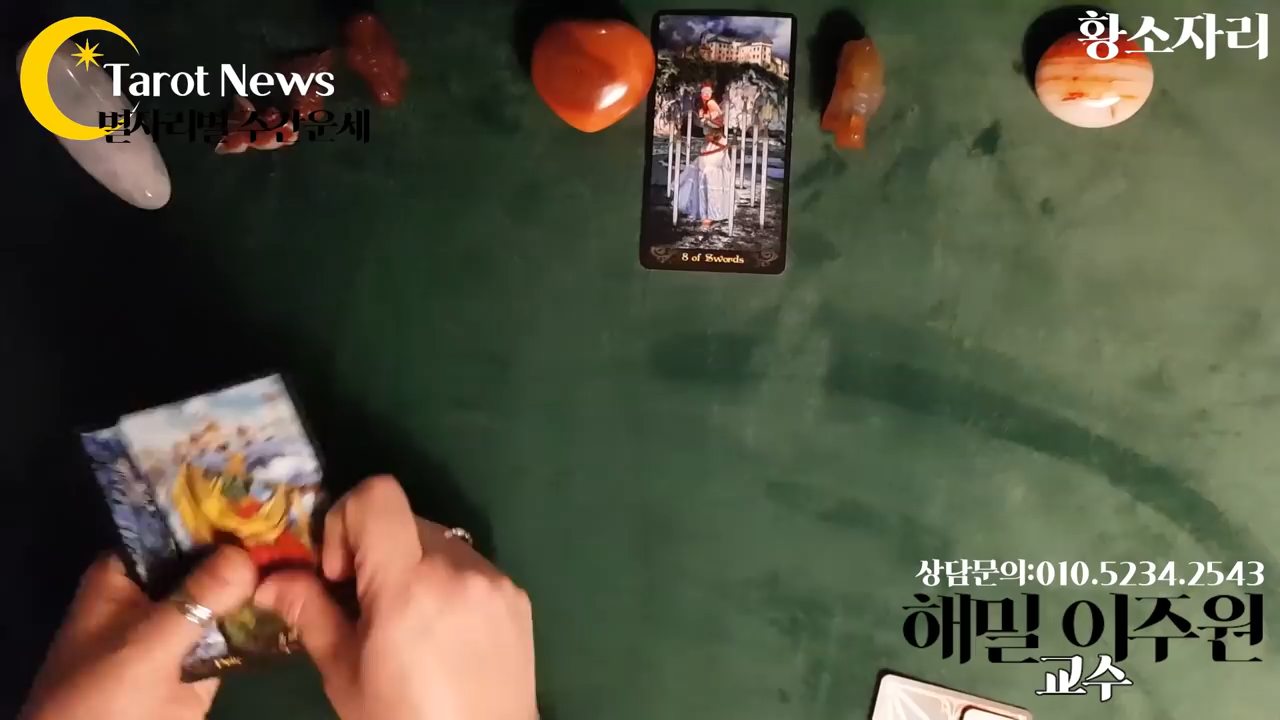 황소자리
Tarot News
별자리별 주간운세
8 of Swords
상담문의:010.5234.2543
해밀 이주원
교수